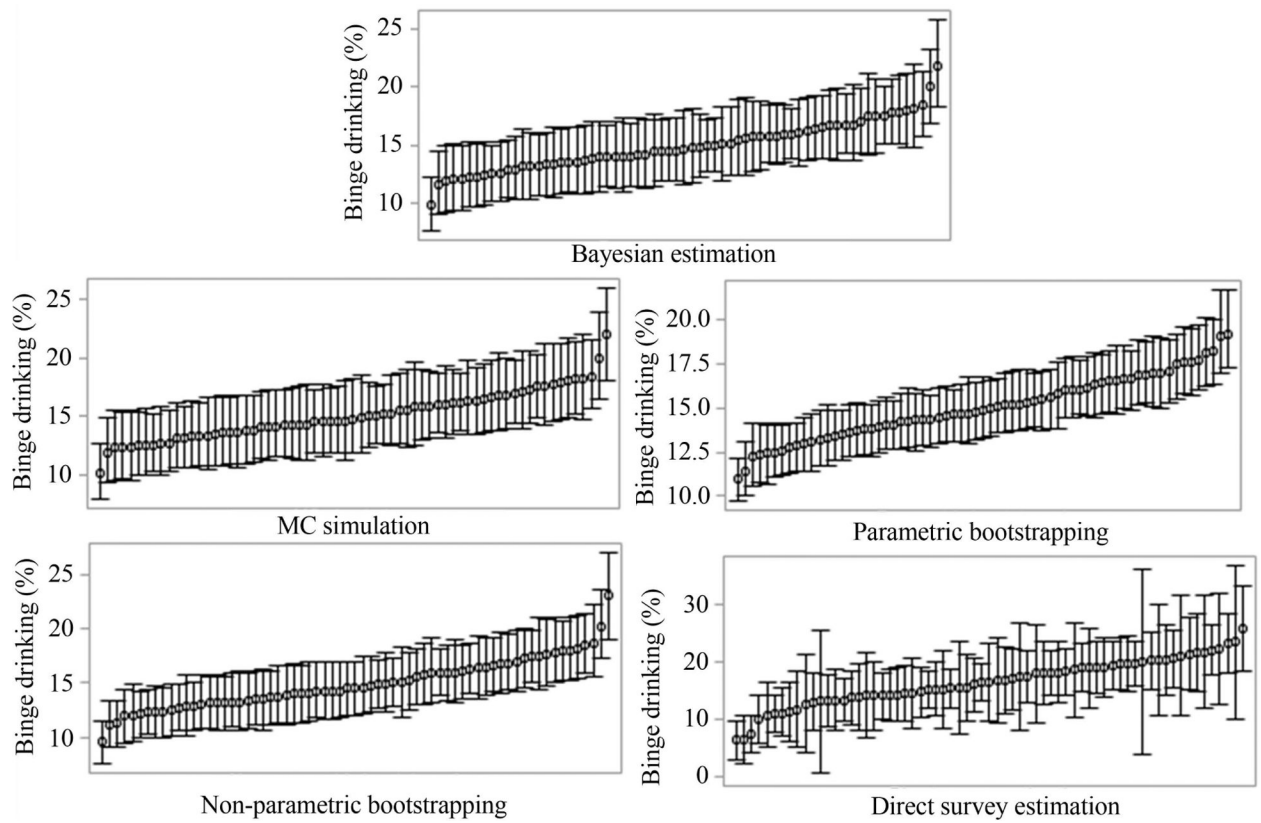 Binge drinking (%)
25
20
15
10
Bayesian estimation
Binge drinking (%)
25
20
15
10
MC simulation
Binge drinking (%)
20.0
17.5
15.0
12.5
10.0
Parametric bootstrapping
Binge drinking (%)
25
20
15
10
Non-parametric bootstrapping
Binge drinking (%)
30
20
10
0
Direct survey estimation